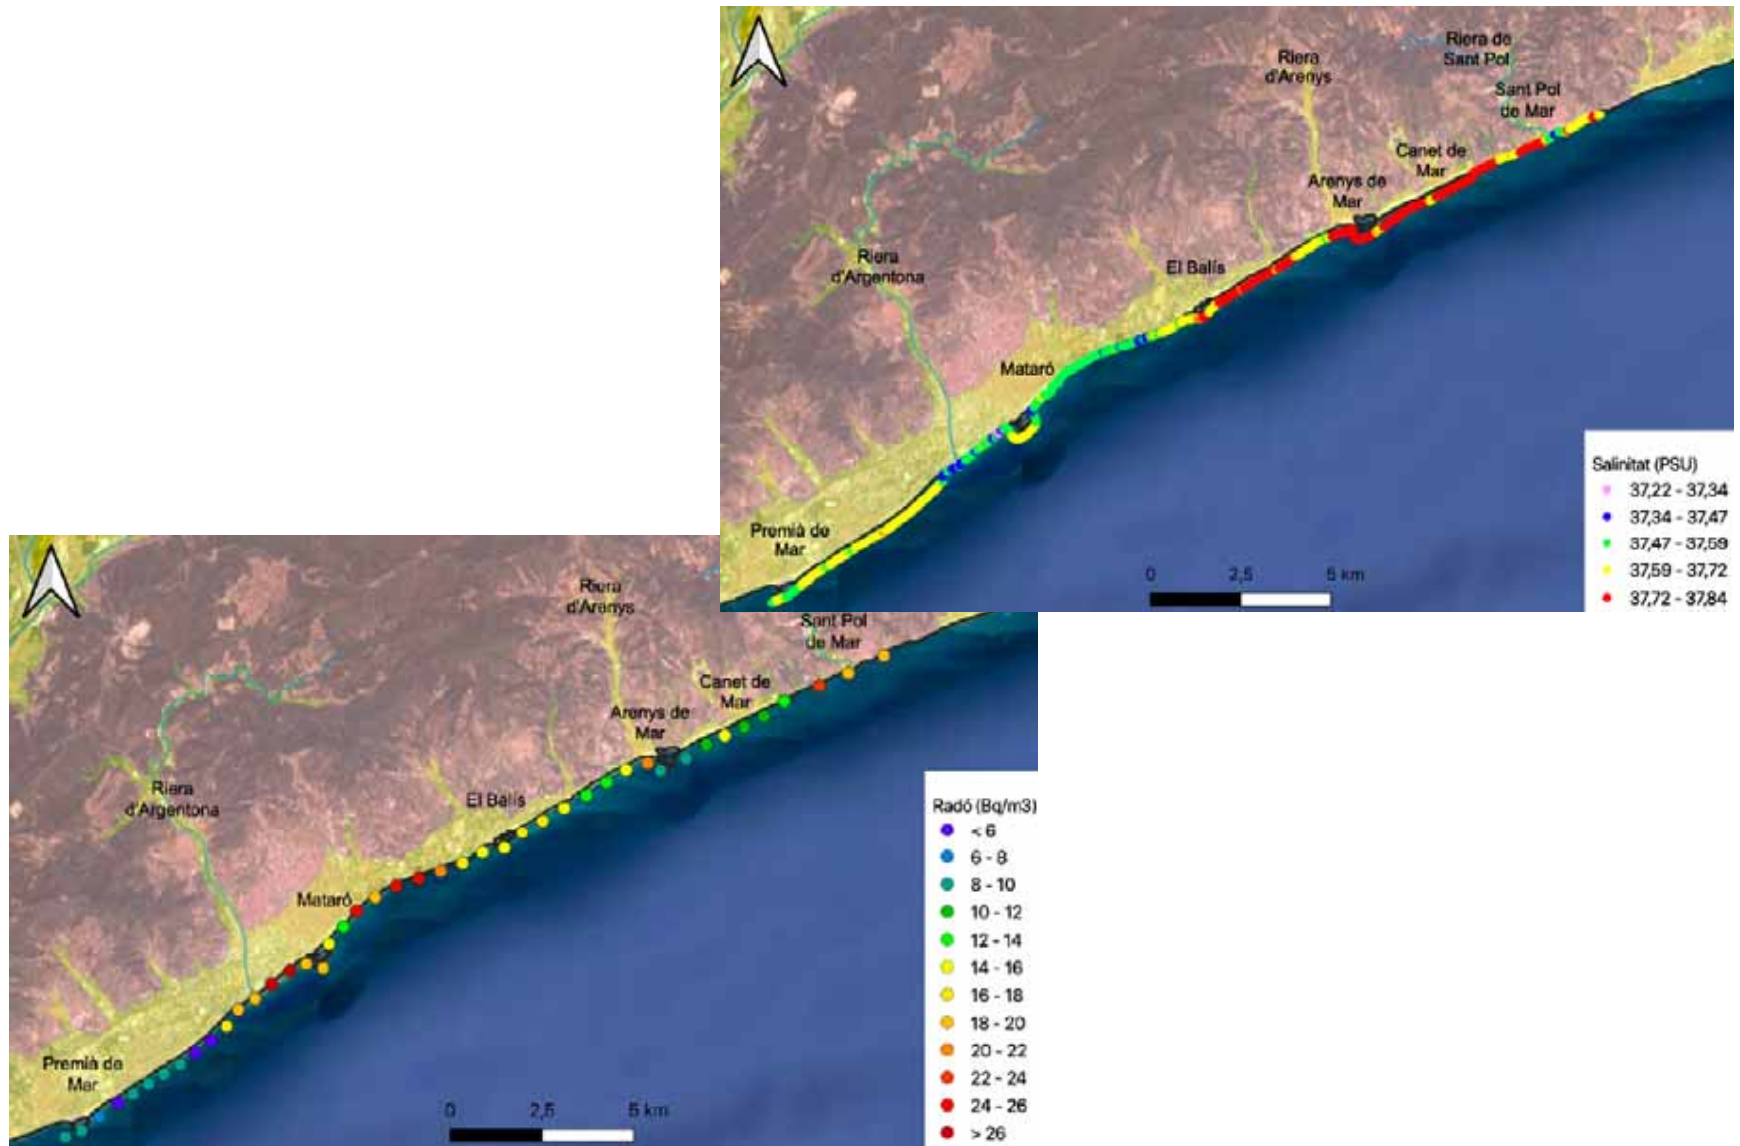 Riera de
Sant Pol
Riera
d'Arenys
Sant Pol
de Mar
Canet de
Mar
Arenys de
Mar
Riera
d'Argentona
El Balís
Mataró
Premià de
Mar
0 2,5 5 km
Salinitat (PSU)
37,22 - 37,34
37,34 - 37,47
37,47 - 37,59
37,59 - 37,72
37,72 - 37,84
Riera
d'Arenys
Sant Pol
de Mar
Canet de
Mar
Arenys de
Mar
Riera
d'Argentona
El Balís
Mataró
Premià de
Mar
0 2,5 5 km
Radó (Bq/m3)
< 6
6 - 8
8 - 10
10 - 12
12 - 14
14 - 16
16 - 18
18 - 20
20 - 22
22 - 24
24 - 26
> 26